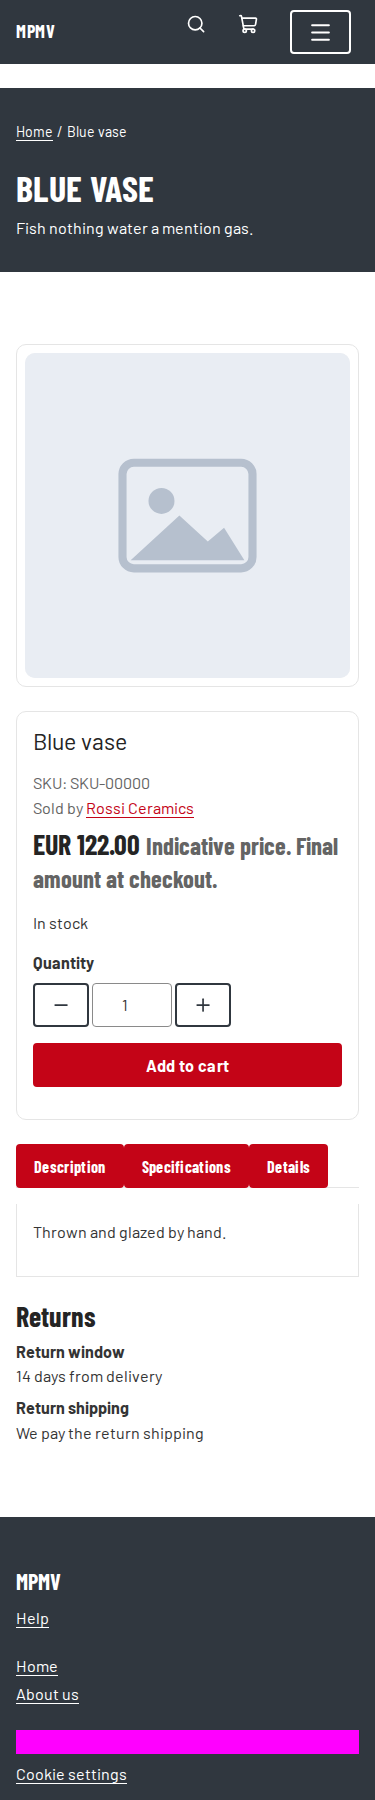 MPMV
Home / Blue vase
BLUE VASE
Fish nothing water a mention gas.
Blue vase
SKU: SKU-00000
Sold by Rossi Ceramics
EUR 122.00 Indicative price. Final
amount at checkout.
In stock
Quantity
1
Add to cart
Description Specifications Details
Thrown and glazed by hand.
Returns
Return window
14 days from delivery
Return shipping
We pay the return shipping
MPMV
Help
Home
About us
Cookie settings